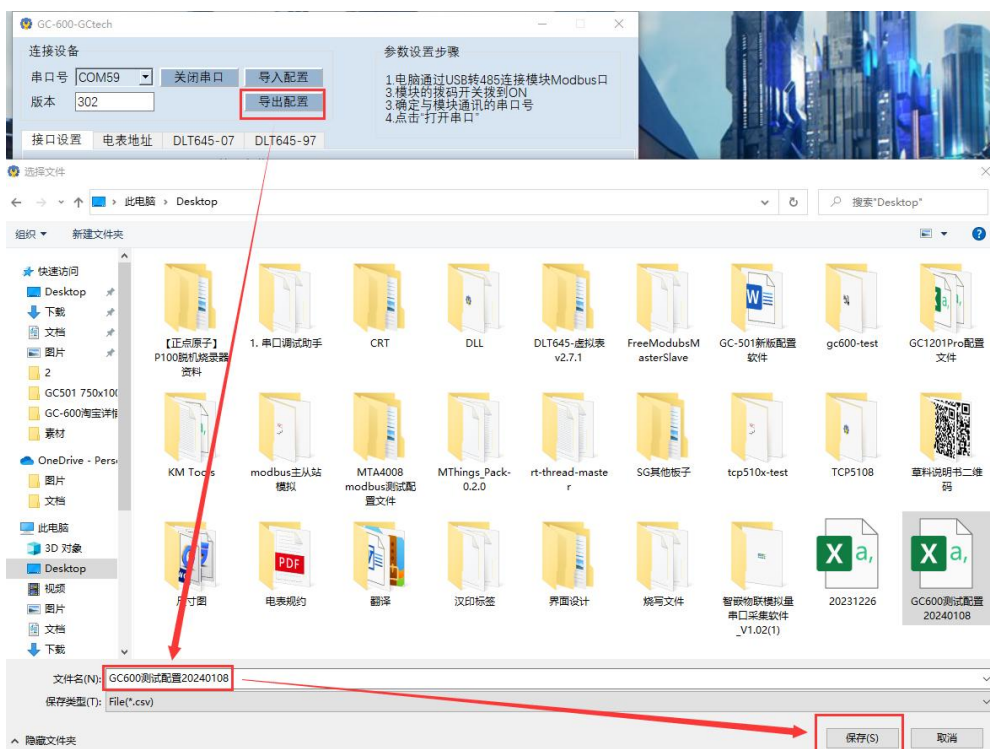 GC-600-GCtech
连接设备
串口号 COM59 关闭串口 导入配置
版本 302 导出配置
参数设置步骤
1.电脑通过USB转485连接模块Modbus口
3.模块的拨码开关拨到ON
3.确定与模块通讯的串口号
4.点击“打开串口”
接口设置 电表地址 DLT645-07 DLT645-97
选择文件
此电脑 › Desktop
搜索"Desktop"
组织 新建文件夹
快速访问
Desktop
下载
文档
图片
2
GC501 750x100
GC-600淘宝详情
素材
OneDrive - Perso
图片
文档
此电脑
3D 对象
Desktop
视频
图片
文档
下载
【正点原子】
P100脱机烧录器
资料
1. 串口调试助手
CRT
DLL
DLT645-虚拟表
v2.7.1
FreeModubsM
asterSlave
GC-501新版配置
软件
gc600-test
GC1201Pro配置
文件
KM Tools
modbus主从站
模拟
MTA4008
modbus测试配
置文件
MThings_Pack-
0.2.0
rt-thread-maste
r
SG其他板子
tcp510x-test
TCP5108
草料说明书二维
码
尺寸图
PDF
电表规约
翻译
汉印标签
界面设计
烧写文件
智嵌物联模拟量
串口采集软件
_V1.02(1)
20231226
GC600测试配置
20240108
文件名(N): GC600测试配置20240108
保存类型(T): File(*.csv)
隐藏文件夹
保存(S) 取消